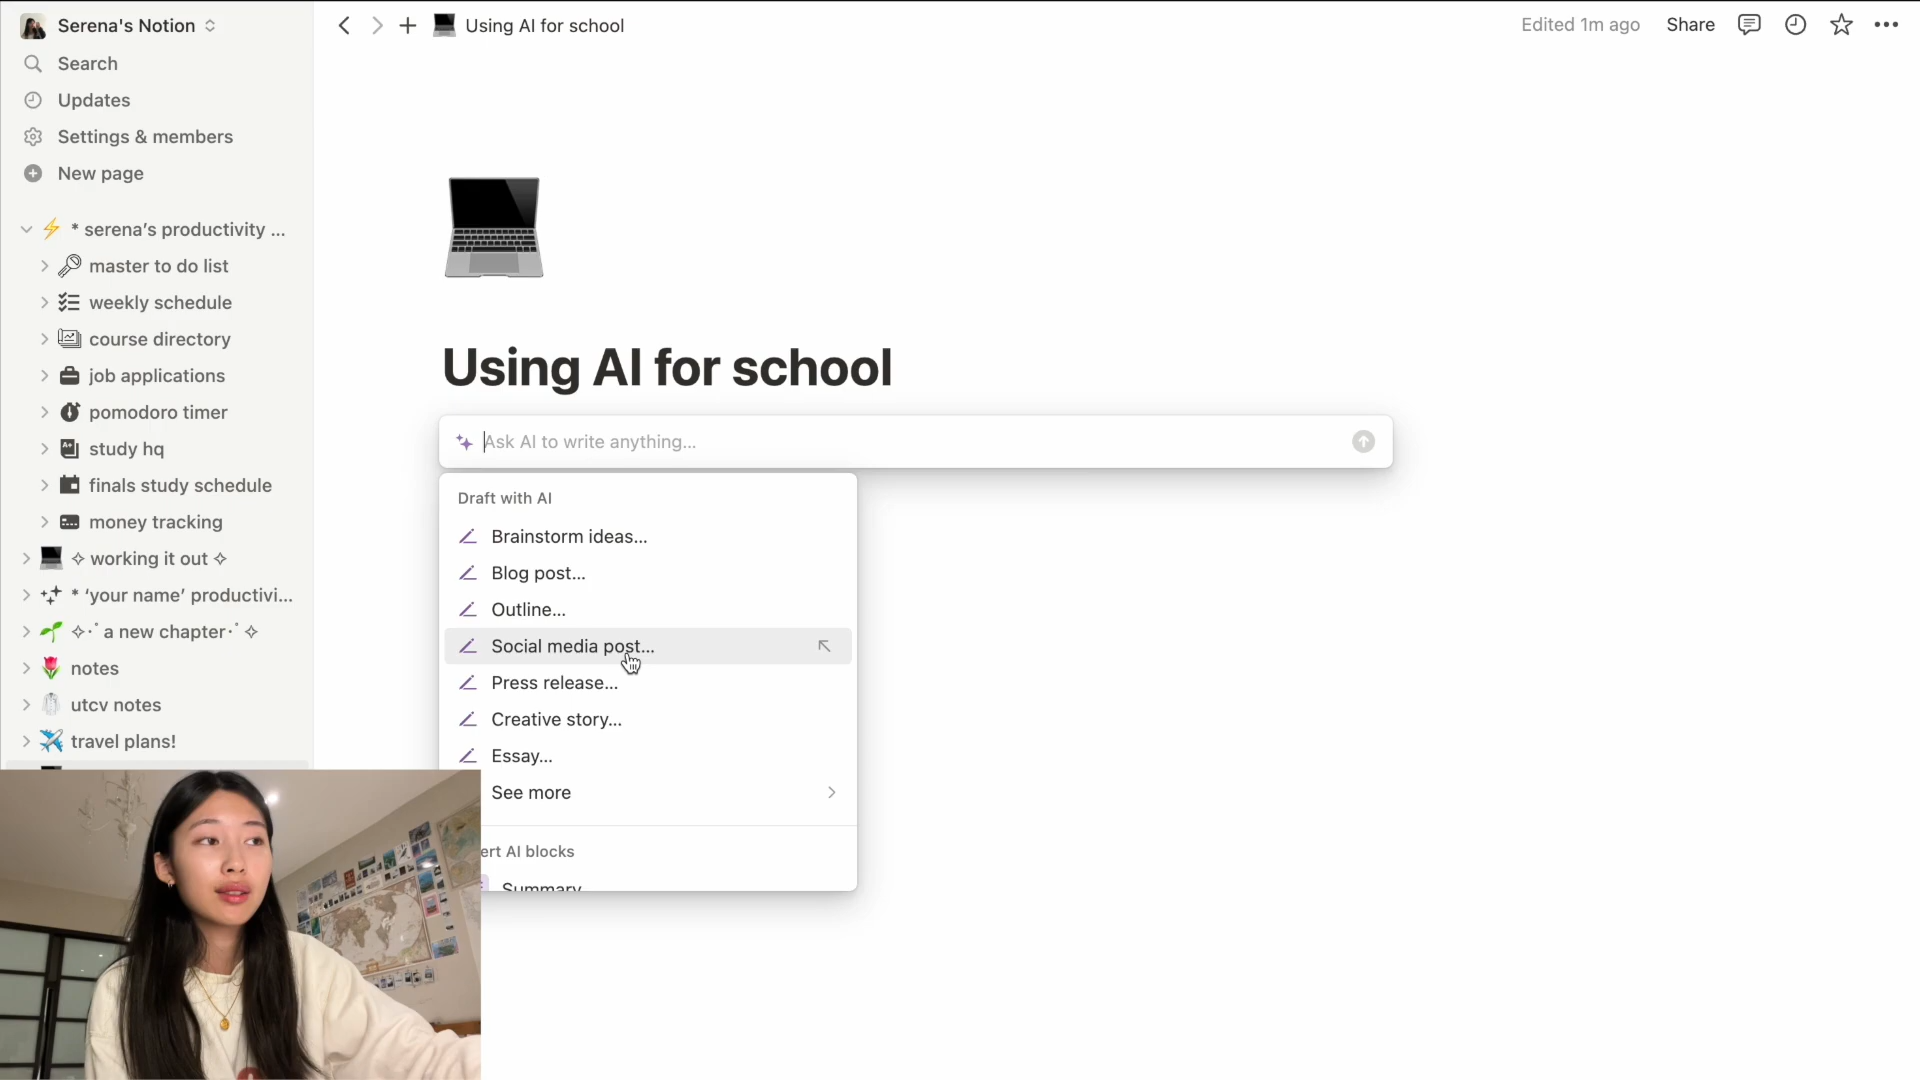 Serena's Notion
Search
Updates
Settings & members
New page
* serena's productivity ...
master to do list
weekly schedule
course directory
job applications
pomodoro timer
study hq
finals study schedule
money tracking
✧ working it out ✧
* ‘your name’ productivi...
✧･ﾟa new chapter･ﾟ✧
notes
utcv notes
travel plans!
Using AI for school
Edited 1m ago
Share
Using AI for school
Ask AI to write anything...
Draft with AI
Brainstorm ideas...
Blog post...
Outline...
Social media post...
Press release...
Creative story...
Essay...
See more
ert AI blocks
Summary